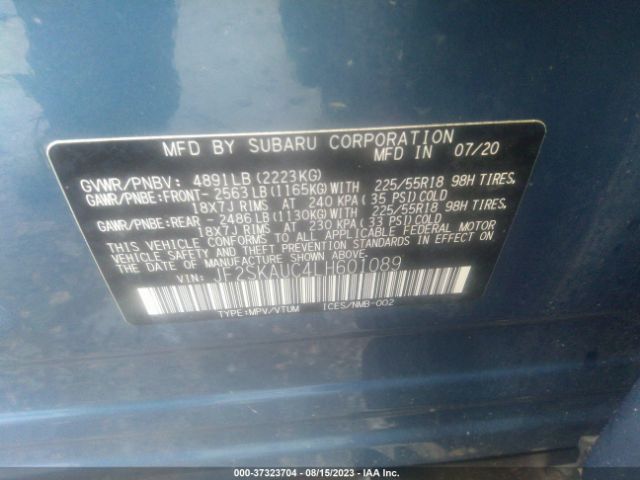 MFD BY SUBARU CORPORATION
MFD IN 07/20
GVWR/PNBV: 4891LB (2223KG)
GAWR/PNBE:FRONT- 2563LB (1165KG) WITH 225/55R18 98H TIRES,
18X7J RIMS AT 240 KPA (35 PSI) COLD
GAWR/PNBE:REAR - 2486LB (1130KG) WITH 225/55R18 98H TIRES,
18X7J RIMS AT 230 KPA (33 PSI) COLD
THIS VEHICLE CONFORMS TO ALL APPLICABLE FEDERAL MOTOR
VEHICLE SAFETY AND THEFT PREVENTION STANDARDS IN EFFECT
ON THE DATE OF MANUFACTURE SHOWN ABOVE.
VIN: JF2SKAUC4LH601089
TYPE:MPV/VTUM ICES/NMB-002
000-37323704 - 08/15/2023 - IAA Inc.